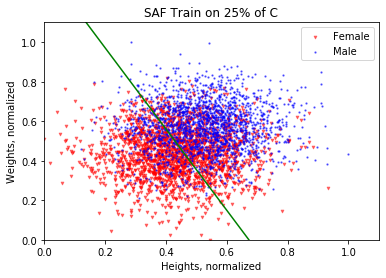 SAF Train on 25% of C
Female
Male
1.0
0.8
0.6
0.4
0.2
0.0
Weights, normalized
0.0 0.2 0.4 0.6 0.8 1.0
Heights, normalized